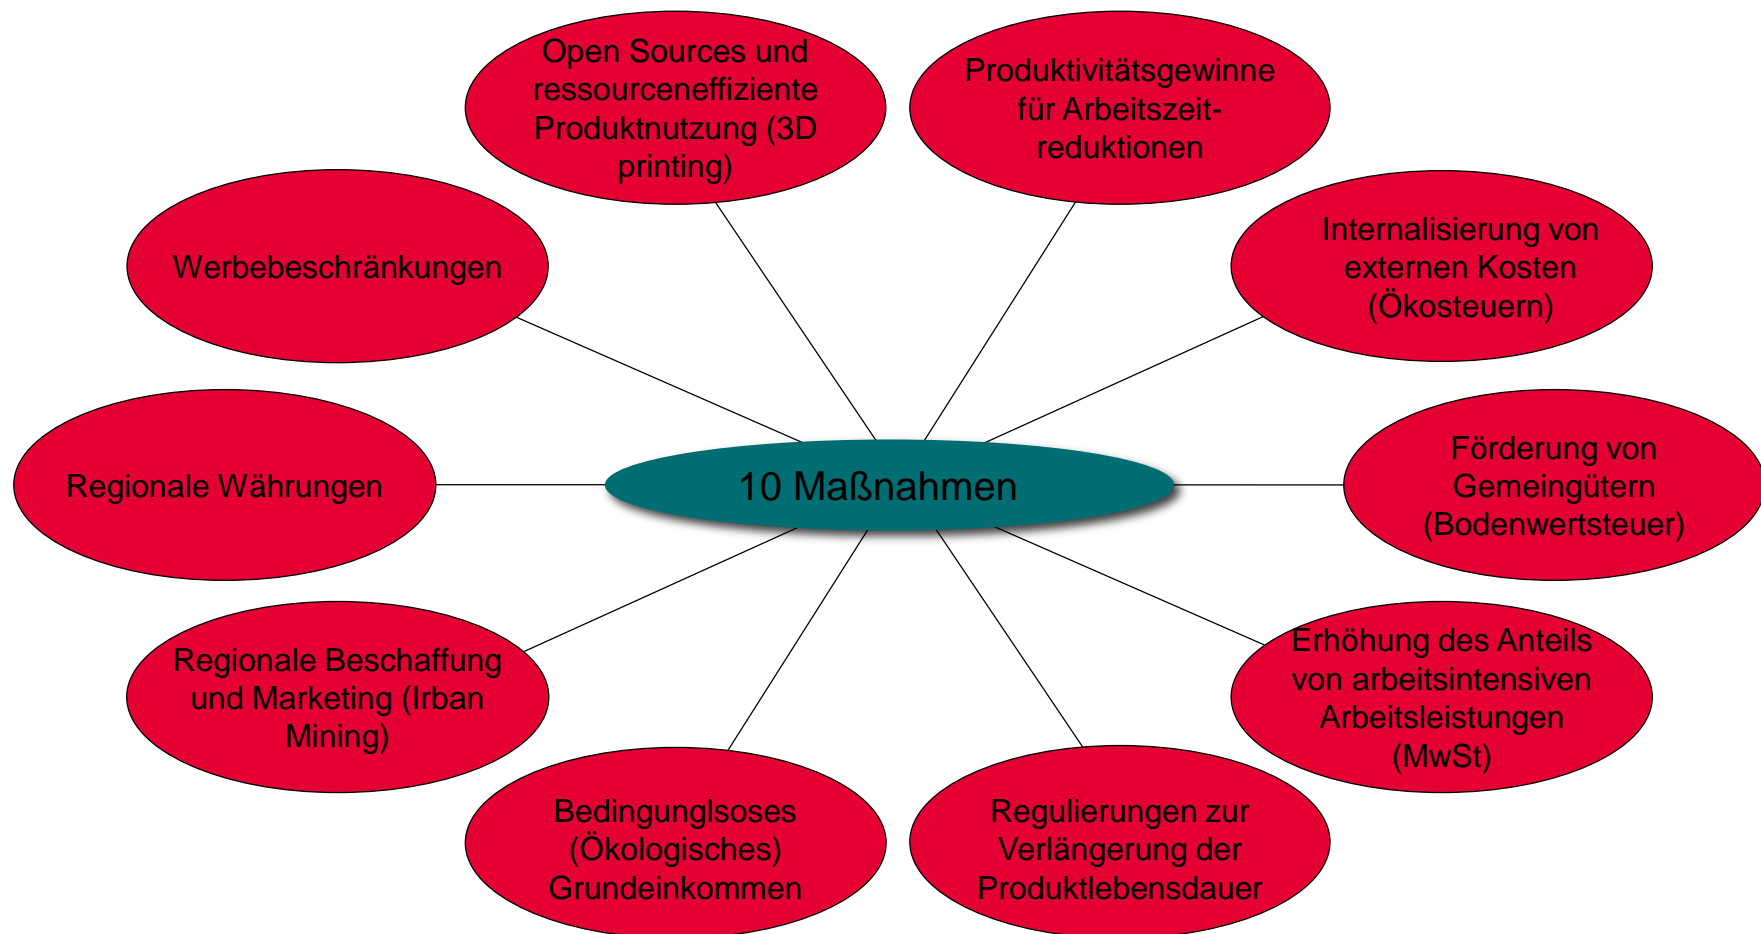 Open Sources und
ressourceneffiziente
Produktnutzung (3D
printing)
Produktivitätsgewinne
für Arbeitszeit-
reduktionen
Werbebeschränkungen
Internalisierung von
externen Kosten
(Ökosteuern)
Regionale Währungen
10 Maßnahmen
Förderung von
Gemeingütern
(Bodenwertsteuer)
Regionale Beschaffung
und Marketing (Irban
Mining)
Erhöhung des Anteils
von arbeitsintensiven
Arbeitsleistungen
(MwSt)
Bedingunglsoses
(Ökologisches)
Grundeinkommen
Regulierungen zur
Verlängerung der
Produktlebensdauer